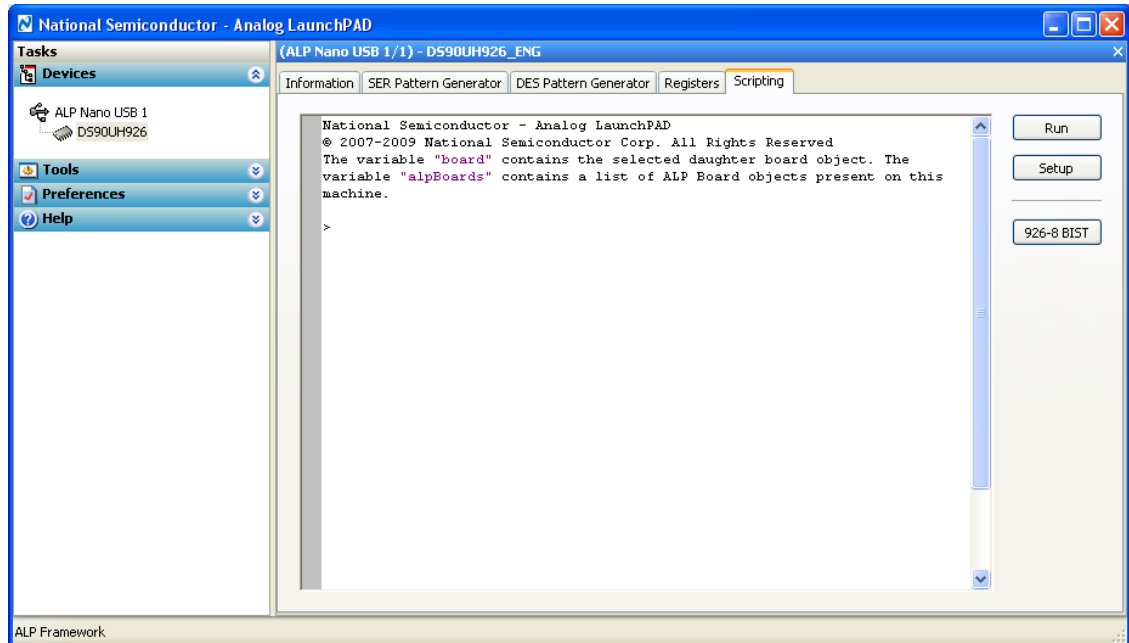 National Semiconductor - Analog LaunchPAD
Tasks
Devices
ALP Nano USB 1
DS90UH926
Tools
Preferences
Help
(ALP Nano USB 1/1) - DS90UH926_ENG
Information
SER Pattern Generator
DES Pattern Generator
Registers
Scripting
National Semiconductor - Analog LaunchPAD
© 2007-2009 National Semiconductor Corp. All Rights Reserved
The variable "board" contains the selected daughter board object. The
variable "alpBoards" contains a list of ALP Board objects present on this
machine.
>
Run
Setup
926-8 BIST
ALP Framework